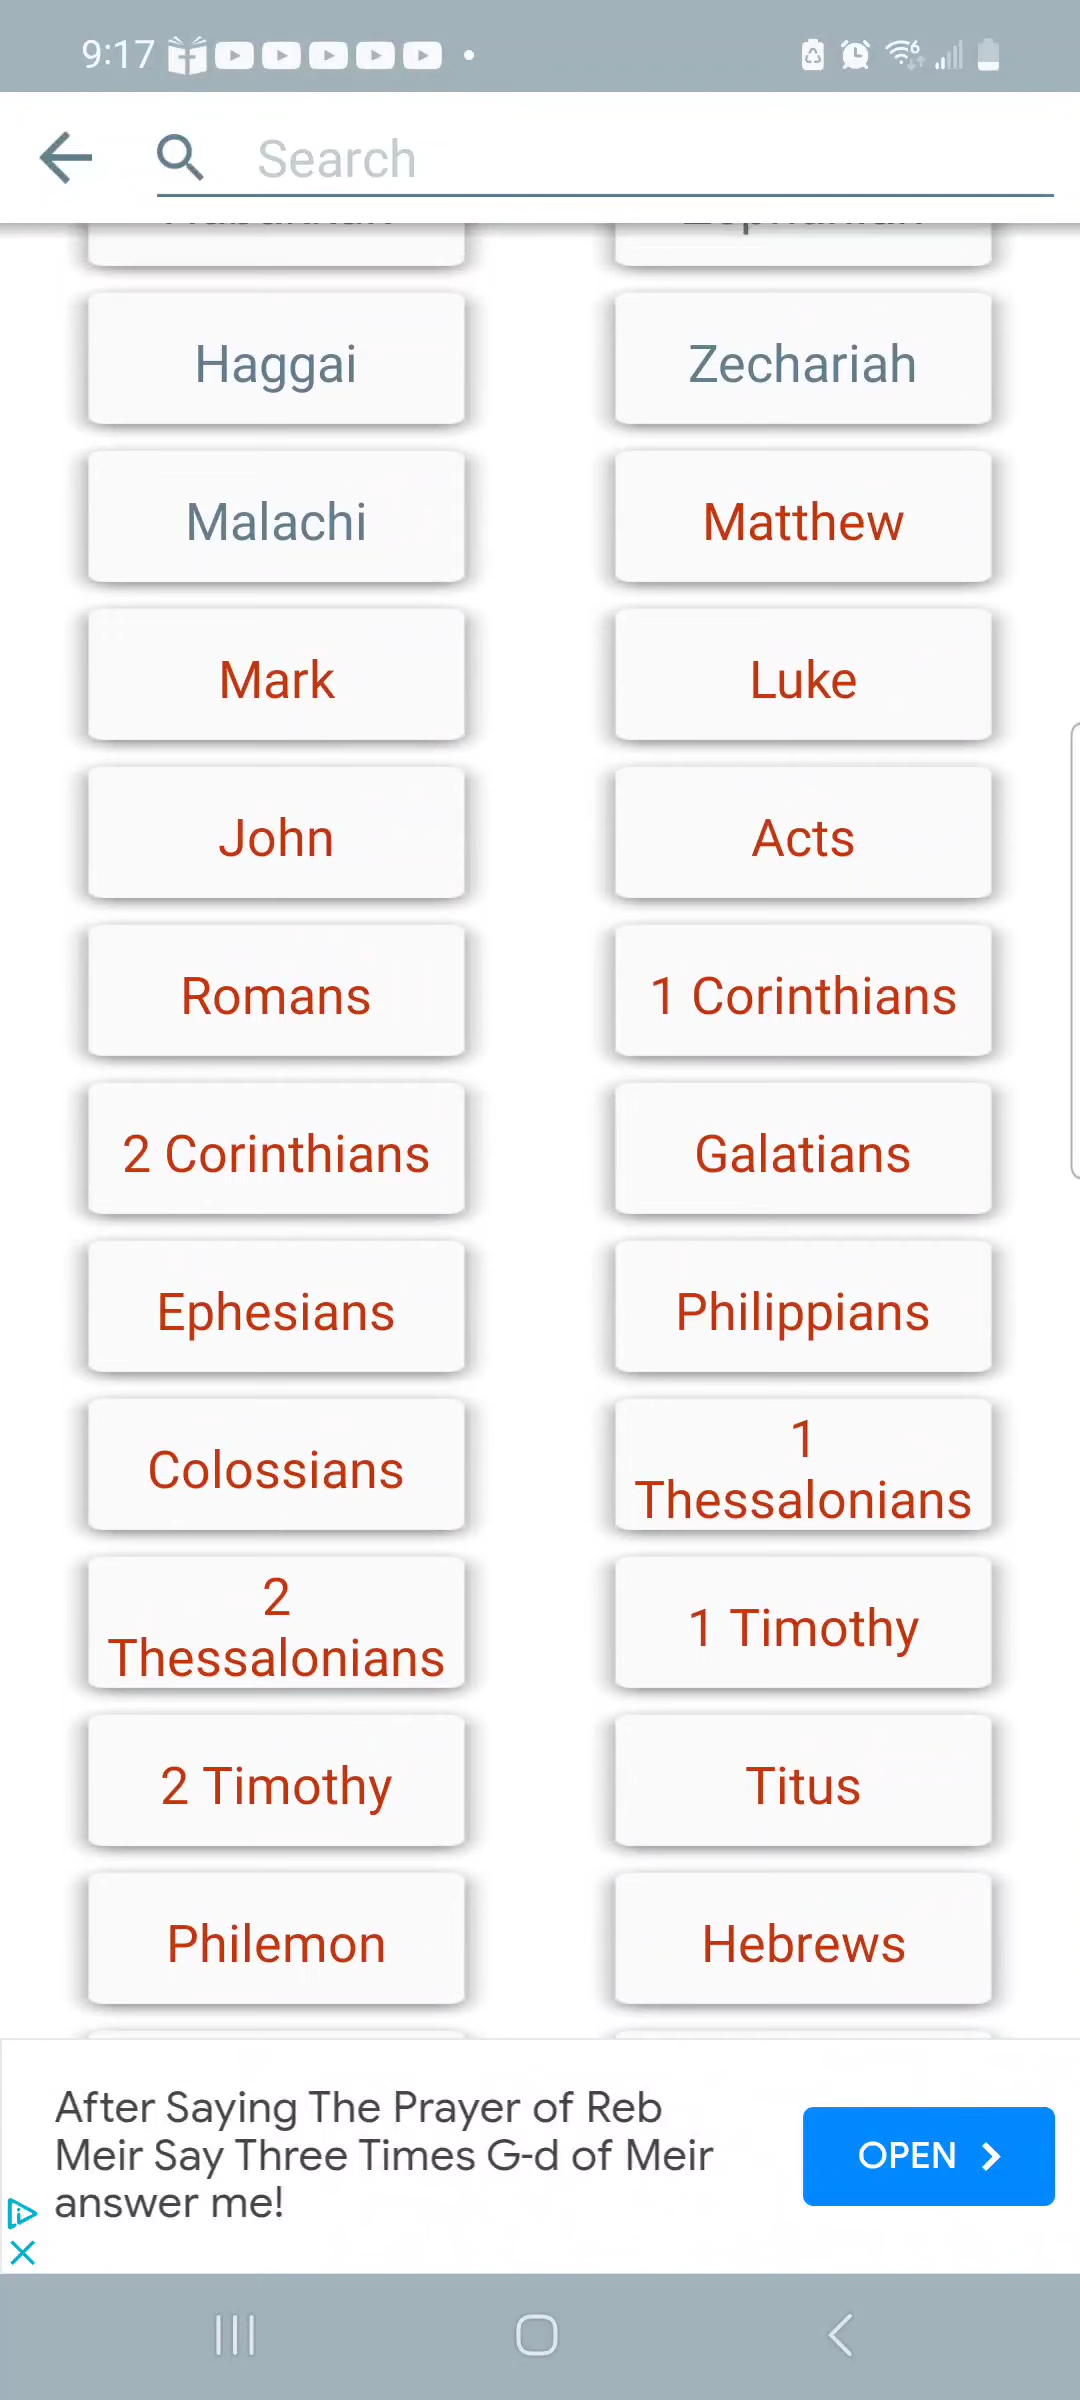 9:17
Search
Haggai
Zechariah
Malachi
Matthew
Mark
Luke
John
Acts
Romans
1 Corinthians
2 Corinthians
Galatians
Ephesians
Philippians
Colossians
1
Thessalonians
2
Thessalonians
1 Timothy
2 Timothy
Titus
Philemon
Hebrews
After Saying The Prayer of Reb
Meir Say Three Times G-d of Meir
answer me!
OPEN